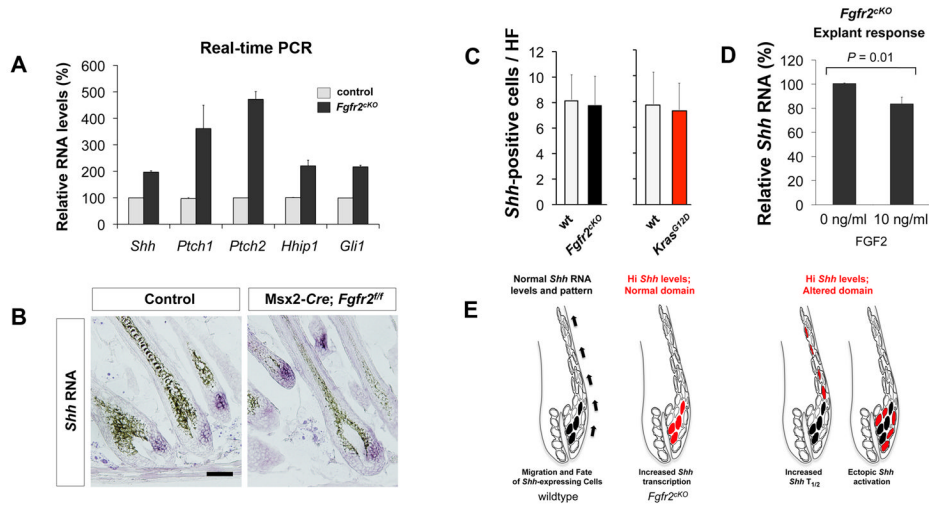 A
Real-time PCR
Relative RNA levels (%)
600
500
400
300
200
100
0
control
Fgfr2cKO
Shh
Ptch1
Ptch2
Hhip1
Gli1
B
Control
Msx2-Cre; Fgfr2f/f
Shh RNA
C
Shh-positive cells / HF
12
10
8
6
4
2
0
wt
Fgfr2cKO
wt
KrasG12D
D
Fgfr2cKO
Explant response
P = 0.01
Relative Shh RNA (%)
120
100
80
60
40
20
0
0 ng/ml
10 ng/ml
FGF2
E
Normal Shh RNA
levels and pattern
Hi Shh levels;
Normal domain
Hi Shh levels;
Altered domain
Migration and Fate
of Shh-expressing Cells
wildtype
Increased Shh
transcription
Fgfr2cKO
Increased
Shh T1/2
Ectopic Shh
activation